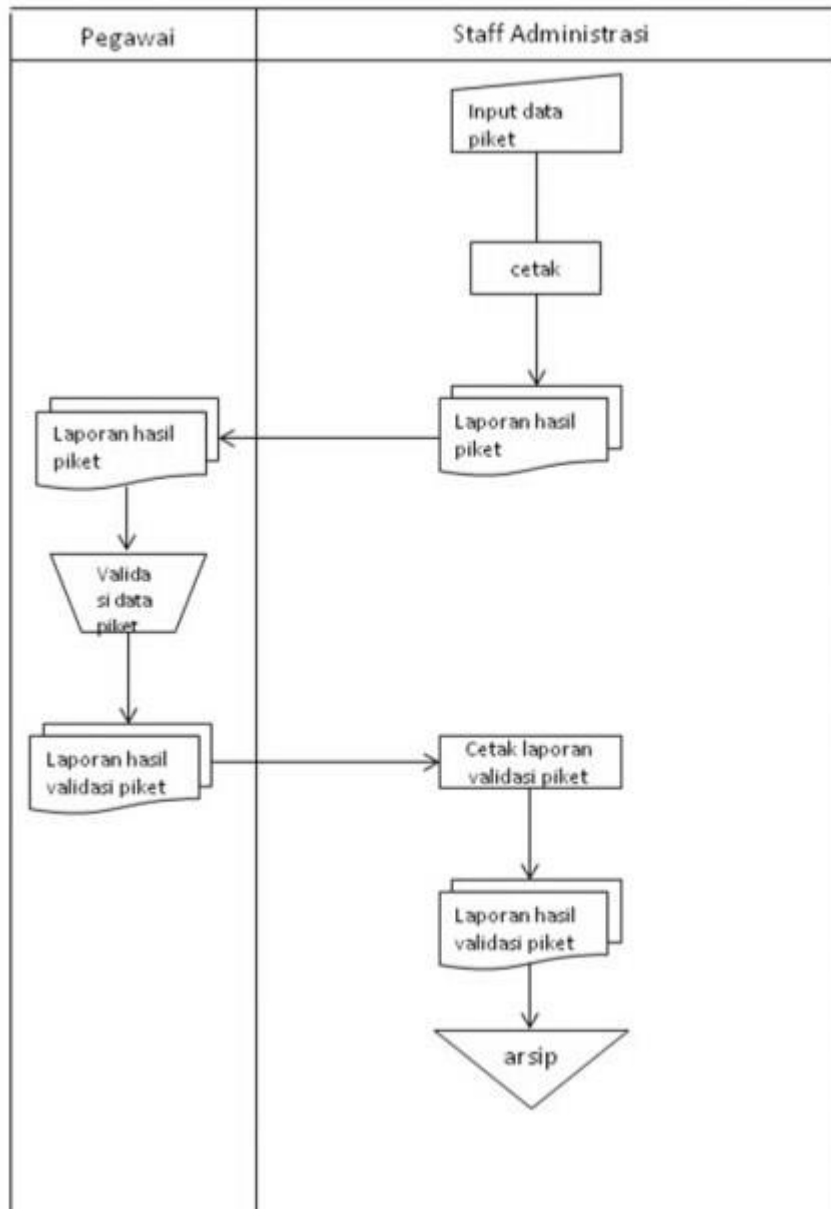 Pegawai
Staff Administrasi
Input data
piket
cetak
Laporan hasil
piket
Laporan hasil
piket
Valida
si data
piket
Laporan hasil
validasi piket
Cetak laporan
validasi piket
Laporan hasil
validasi piket
arsip